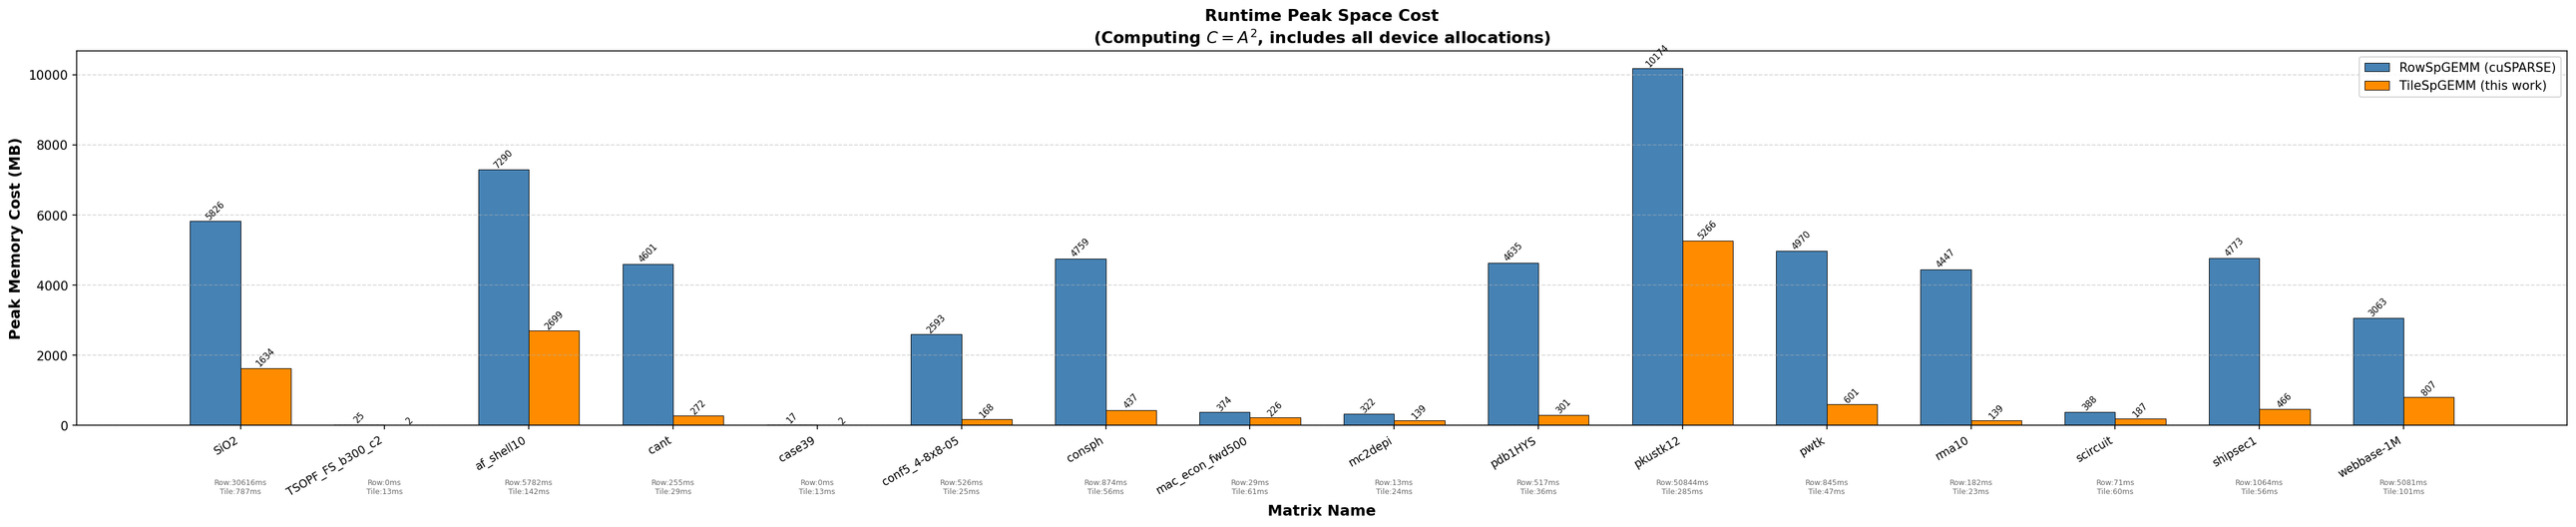 Runtime Peak Space Cost
(Computing C = A², includes all device allocations)
Peak Memory Cost (MB)
10000
8000
6000
4000
2000
0
RowSpGEMM (cuSPARSE)
TileSpGEMM (this work)
5826
1634
25
2
7290
2699
4601
272
17
2
2593
168
4759
437
374
226
322
139
4635
301
10174
5266
4970
601
4447
139
388
187
4773
466
3063
807
SiO2
TSOPF_FS_b300_c2
af_shell10
cant
case39
conf5_4-8x8-05
consph
mac_econ_fwd500
mc2depi
pdb1HYS
pkustk12
pwtk
rma10
scircuit
shipsec1
webbase-1M
Row:30616ms
Tile:787ms
Row:0ms
Tile:13ms
Row:5782ms
Tile:142ms
Row:255ms
Tile:29ms
Row:0ms
Tile:13ms
Row:526ms
Tile:25ms
Row:874ms
Tile:56ms
Row:29ms
Tile:61ms
Row:13ms
Tile:24ms
Row:517ms
Tile:36ms
Row:50844ms
Tile:285ms
Row:845ms
Tile:47ms
Row:182ms
Tile:23ms
Row:71ms
Tile:60ms
Row:1064ms
Tile:56ms
Row:5081ms
Tile:101ms
Matrix Name